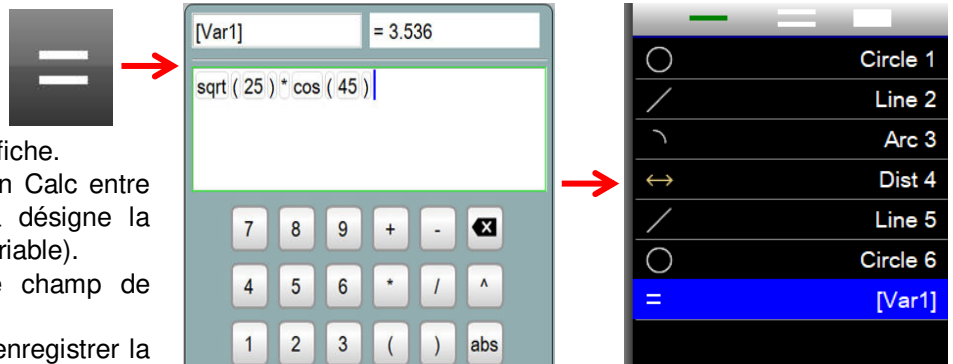 [Var1] = 3.536
sqrt ( 25 ) * cos ( 45 )
7 8 9 + -
4 5 6 * / ^
1 2 3 ( ) abs
fiche.
n Calc entre
désigne la
riable).
champ de
enregistrer la
Circle 1
Line 2
Arc 3
Dist 4
Line 5
Circle 6
= [Var1]